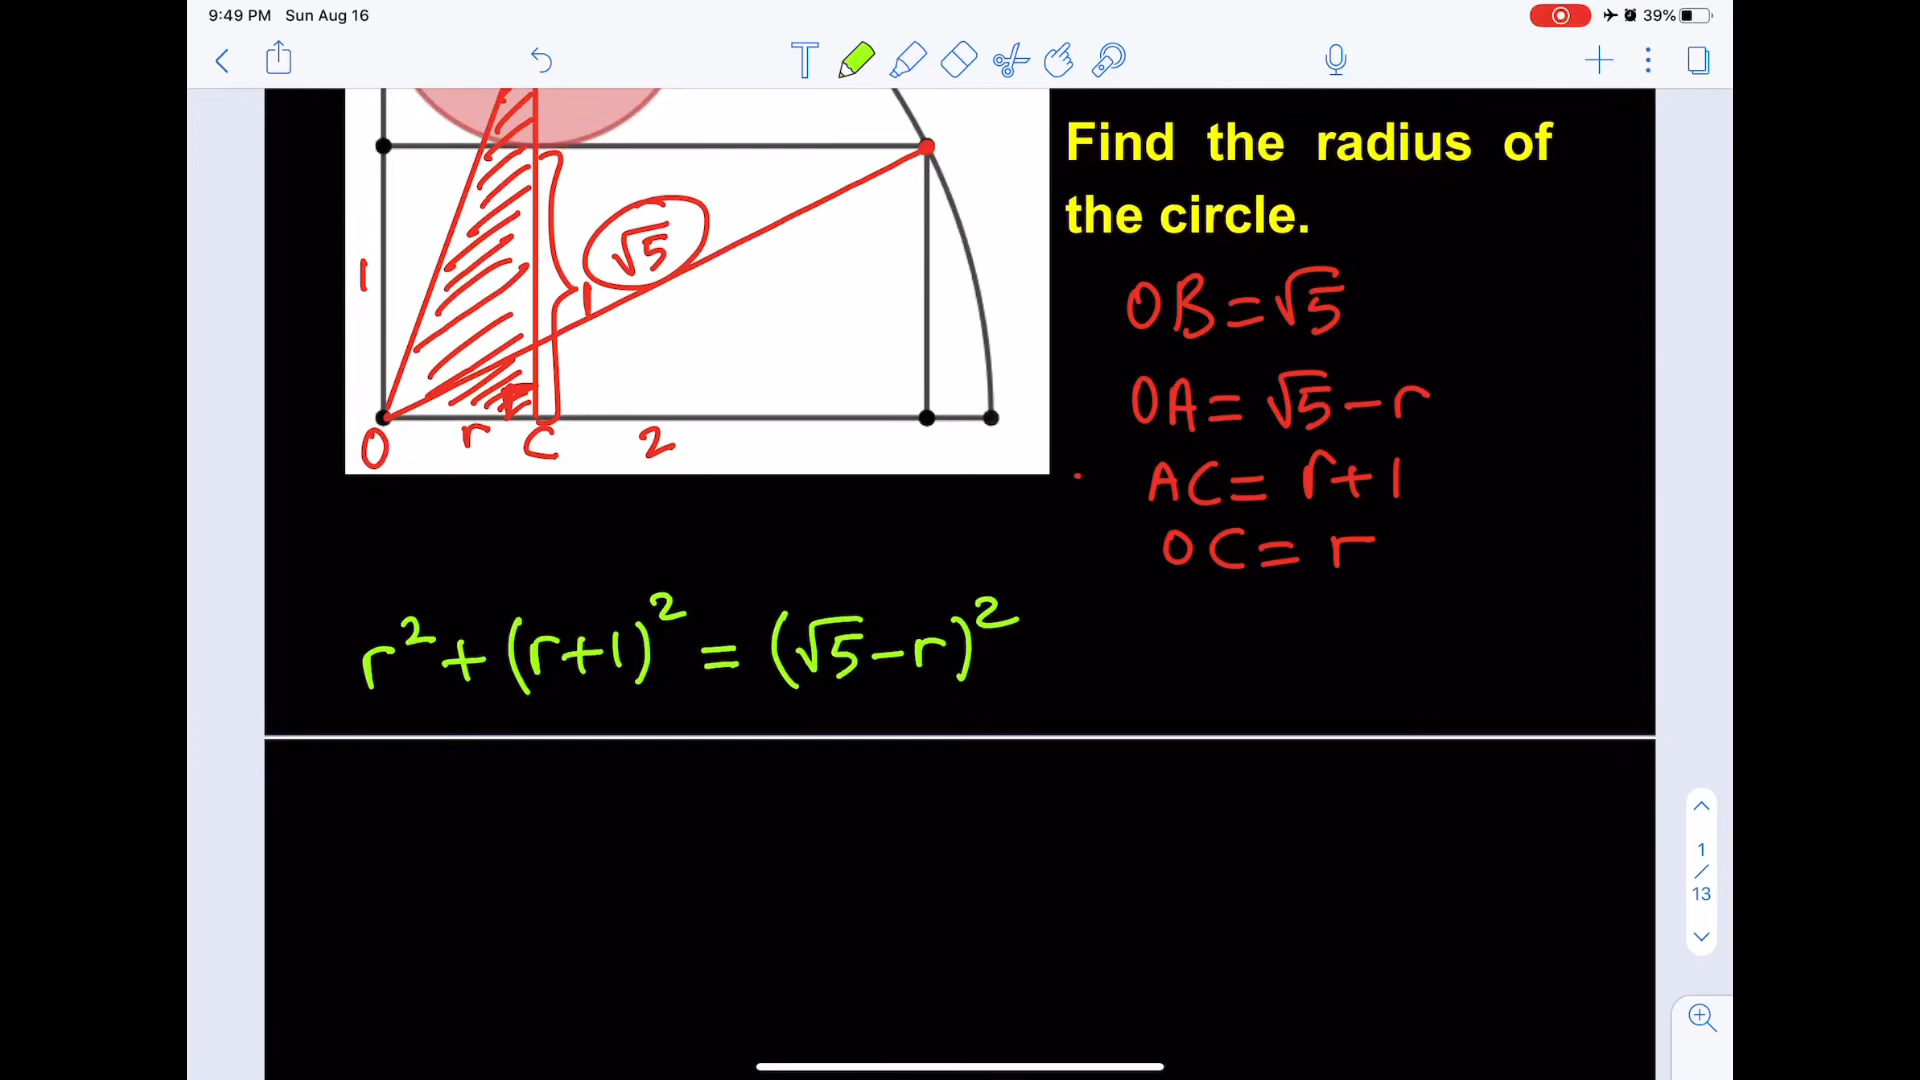 9:49 PM Sun Aug 16
39%
T
Find the radius of
the circle.
√5
1
1
O r C 2
OB = √5
OA = √5 - r
AC = r + 1
OC = r
r² + (r+1)² = (√5 - r)²
1
/
13